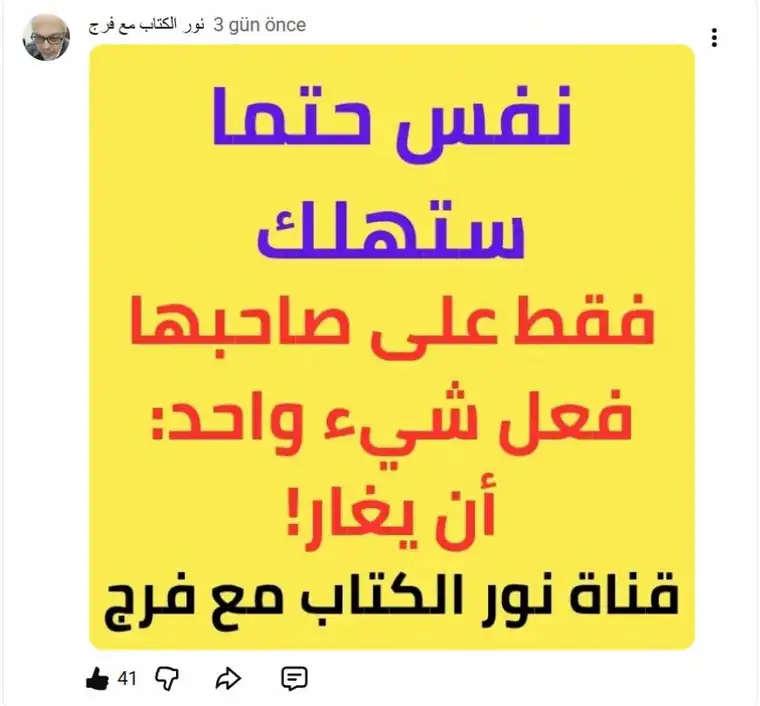 نور الكتاب مع فرج 3 gün önce
نفس حتما
ستهلك
فقط على صاحبها
فعل شيء واحد:
أن يغار!
قناة نور الكتاب مع فرج
41